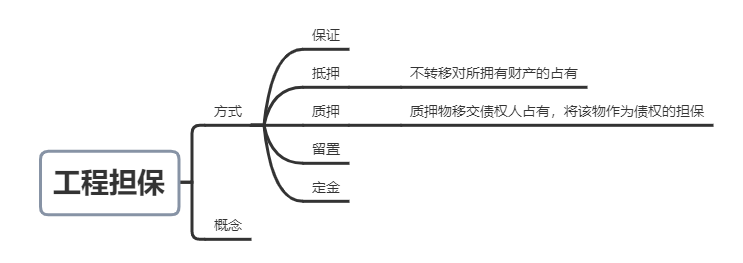 工程担保
方式
保证
抵押
不转移对所拥有财产的占有
质押
质押物移交债权人占有，将该物作为债权的担保
留置
定金
概念